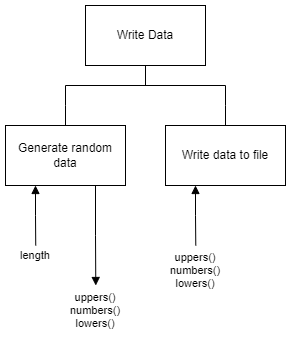 Write Data
Generate random
data
Write data to file
length
uppers()
numbers()
lowers()
uppers()
numbers()
lowers()